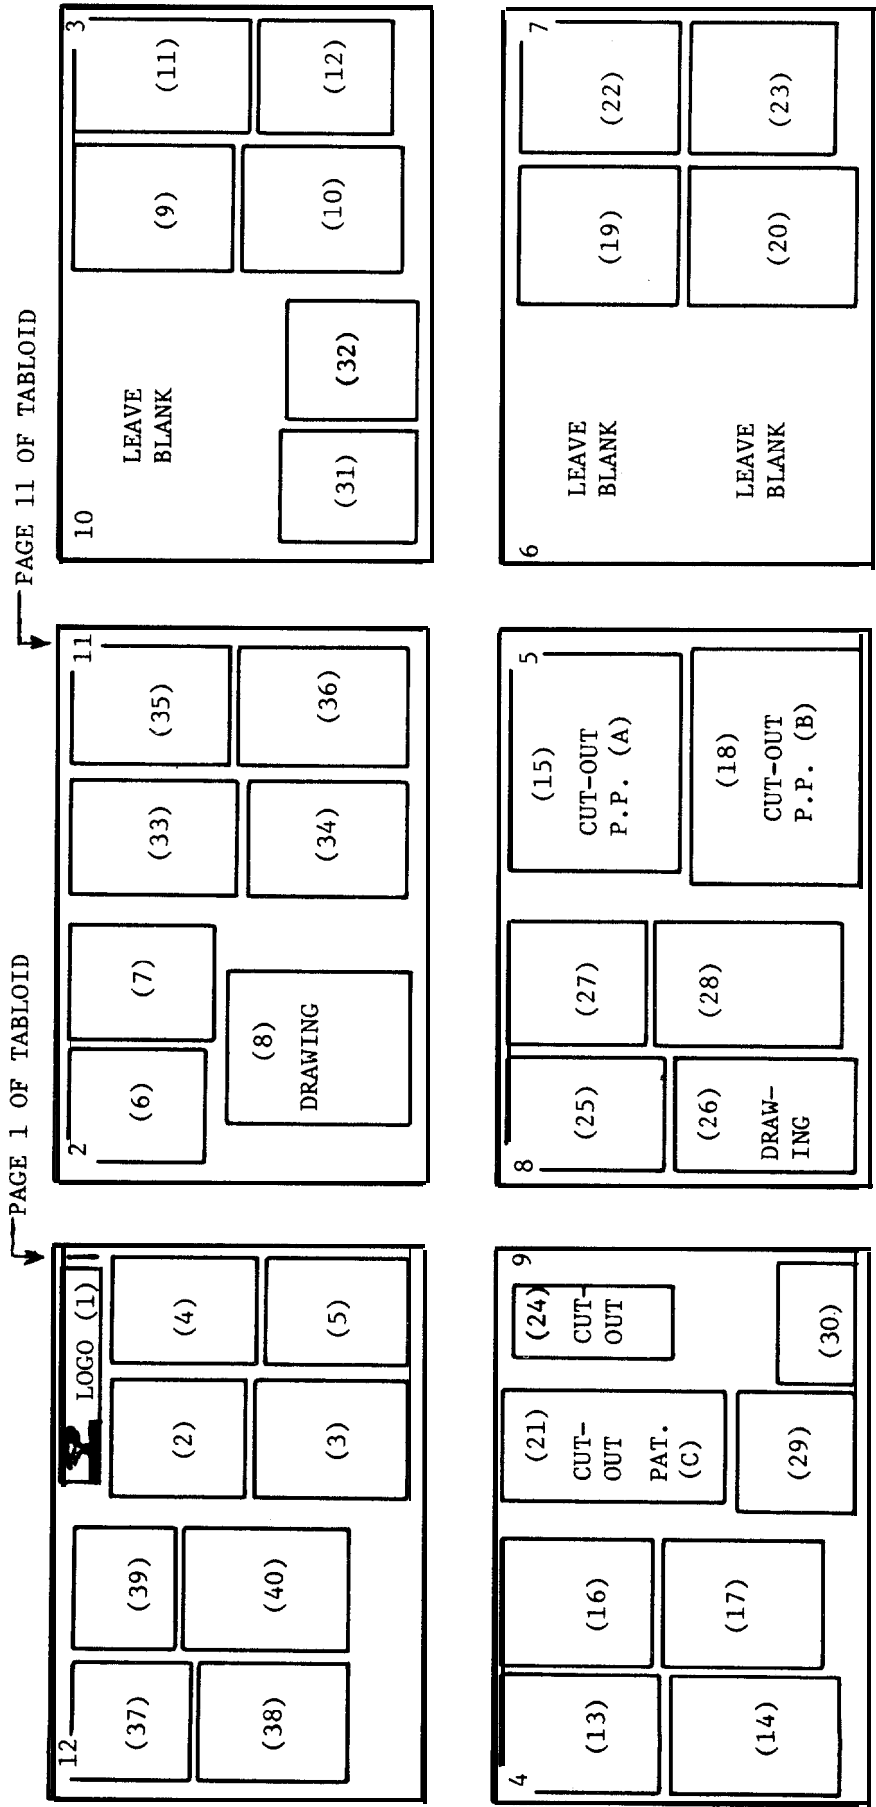 PAGE 1 OF TABLOID
PAGE 11 OF TABLOID
12
(37)
(38)
(39)
(40)
LOGO (1)
1
(2)
(3)
(4)
(5)
2
(6)
(7)
(8)
DRAWING
11
(33)
(34)
(35)
(36)
10
LEAVE
BLANK
(31)
(32)
3
(9)
(10)
(11)
(12)
4
(13)
(14)
(16)
(17)
9
(21)
CUT-
OUT
PAT.
(C)
(24)
CUT-
OUT
(29)
(30)
8
(25)
(26)
DRAW-
ING
(27)
(28)
5
(15)
CUT-OUT
P.P. (A)
(18)
CUT-OUT
P.P. (B)
6
LEAVE
BLANK
LEAVE
BLANK
7
(19)
(20)
(22)
(23)